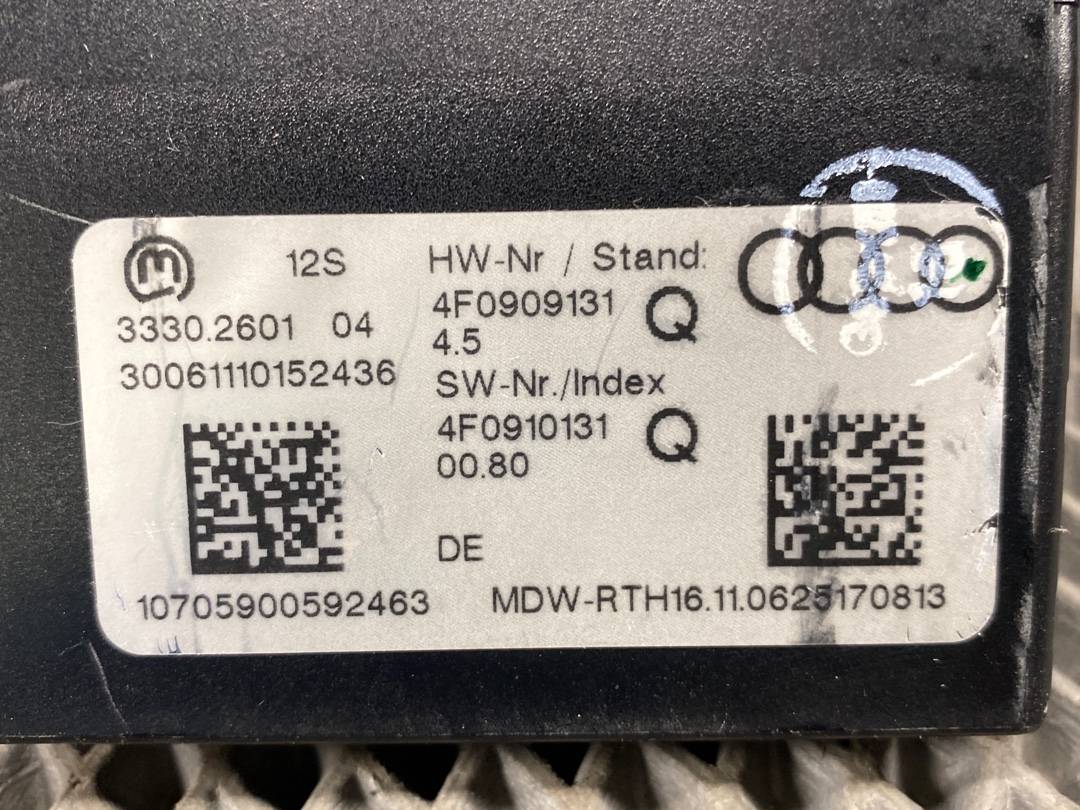 M 12S
3330.2601 04
30061110152436
10705900592463
HW-Nr / Stand:
4F0909131 Q
4.5
SW-Nr./Index
4F0910131 Q
00.80
DE
MDW-RTH16.11.0625170813